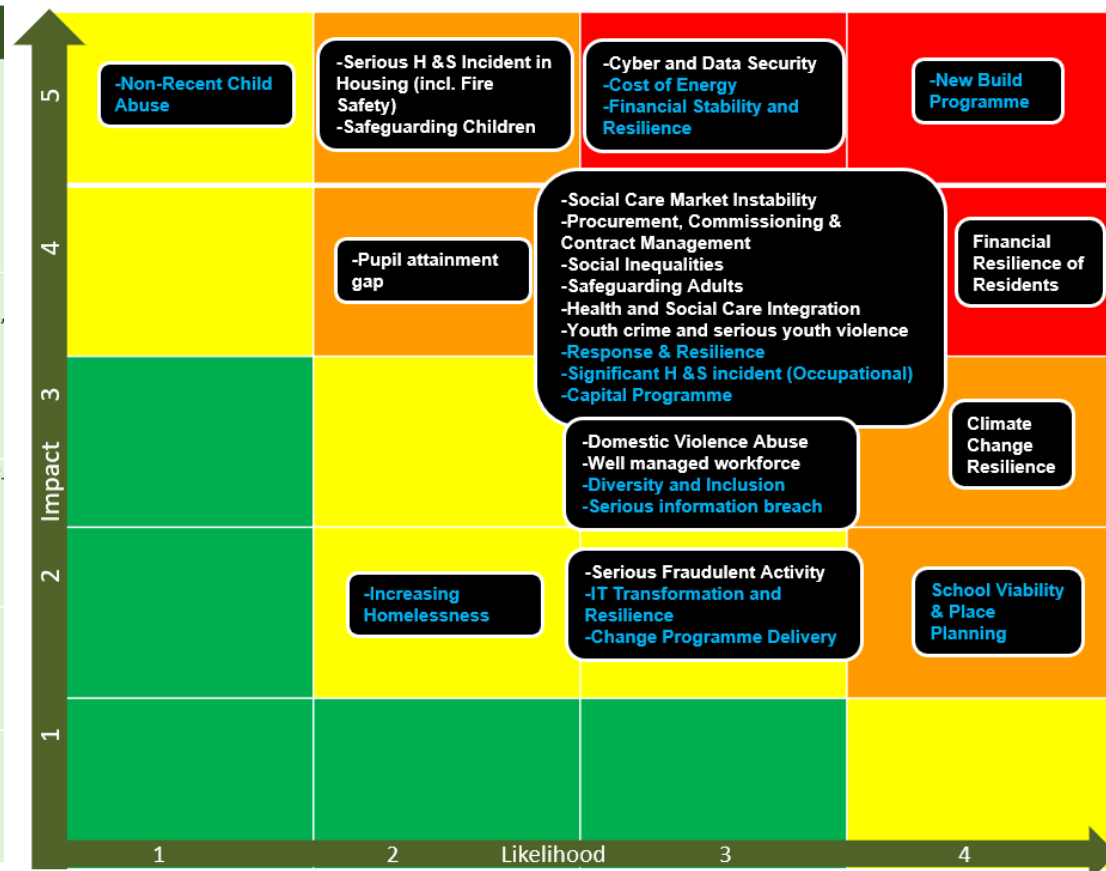 5
-Non-Recent Child
Abuse
-Serious H &S Incident in
Housing (incl. Fire
Safety)
-Safeguarding Children
-Cyber and Data Security
-Cost of Energy
-Financial Stability and
Resilience
-New Build
Programme
4
-Pupil attainment
gap
-Social Care Market Instability
-Procurement, Commissioning &
Contract Management
-Social Inequalities
-Safeguarding Adults
-Health and Social Care Integration
-Youth crime and serious youth violence
-Response & Resilience
-Significant H &S incident (Occupational)
-Capital Programme
Financial
Resilience of
Residents
3
Impact
-Domestic Violence Abuse
-Well managed workforce
-Diversity and Inclusion
-Serious information breach
Climate
Change
Resilience
2
-Increasing
Homelessness
-Serious Fraudulent Activity
-IT Transformation and
Resilience
-Change Programme Delivery
School Viability
& Place
Planning
1
1 2 Likelihood 3 4